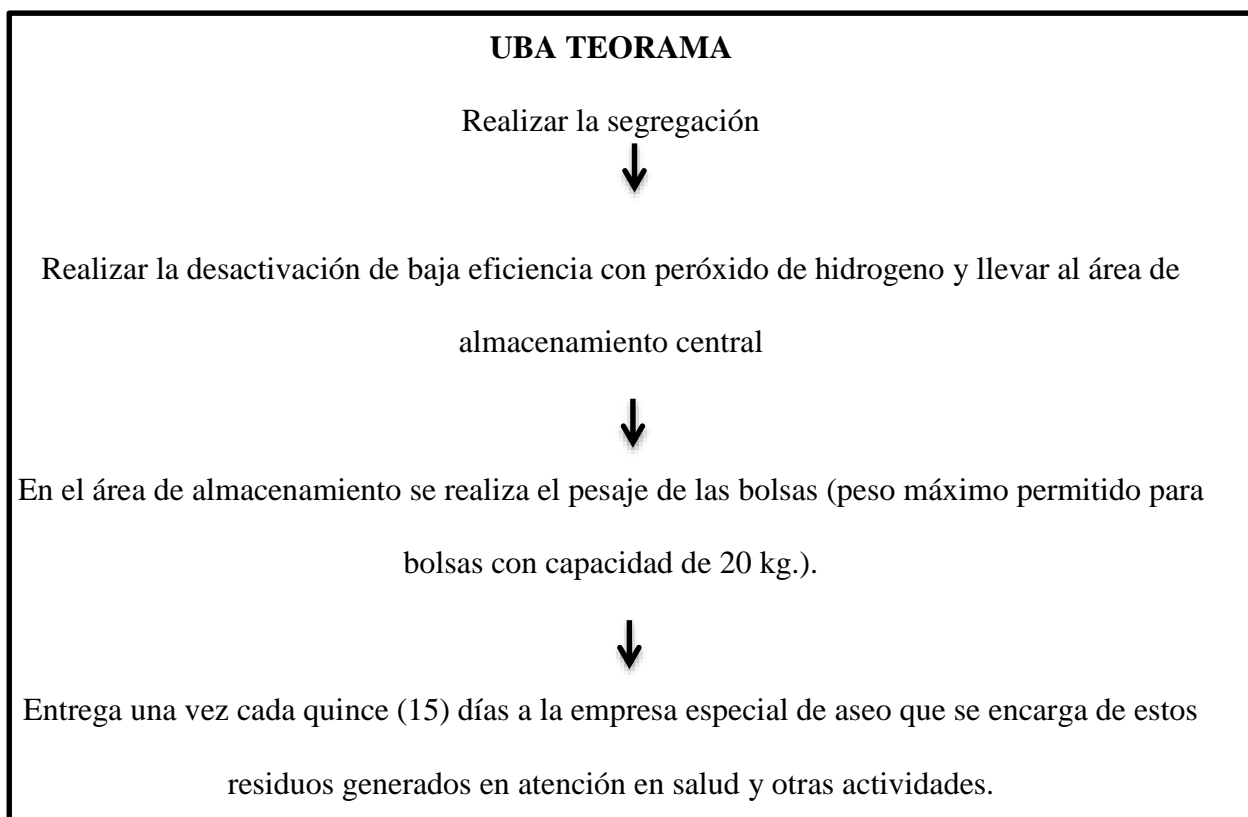 UBA TEORAMA
Realizar la segregación
Realizar la desactivación de baja eficiencia con peróxido de hidrogeno y llevar al área de
almacenamiento central
En el área de almacenamiento se realiza el pesaje de las bolsas (peso máximo permitido para
bolsas con capacidad de 20 kg.).
Entrega una vez cada quince (15) días a la empresa especial de aseo que se encarga de estos
residuos generados en atención en salud y otras actividades.